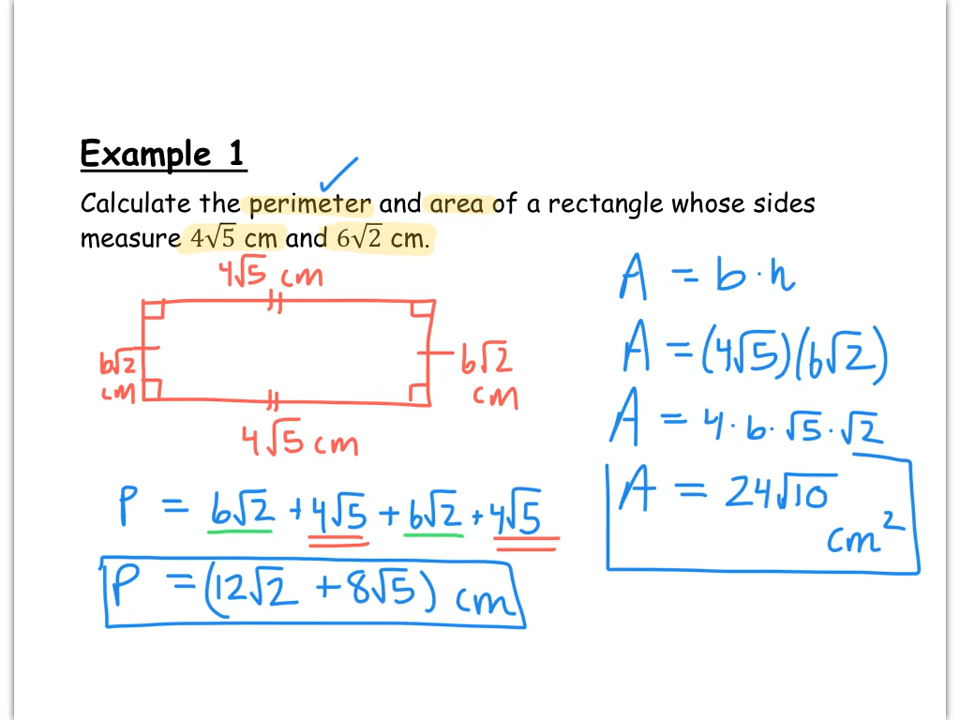 Example 1
Calculate the perimeter and area of a rectangle whose sides
measure 4√5 cm and 6√2 cm.
4√5 cm
6√2
cm
6√2
cm
4√5 cm
P = 6√2 + 4√5 + 6√2 + 4√5
P = (12√2 + 8√5) cm
A = b·h
A = (4√5)(6√2)
A = 4·6·√5·√2
A = 24√10
cm²